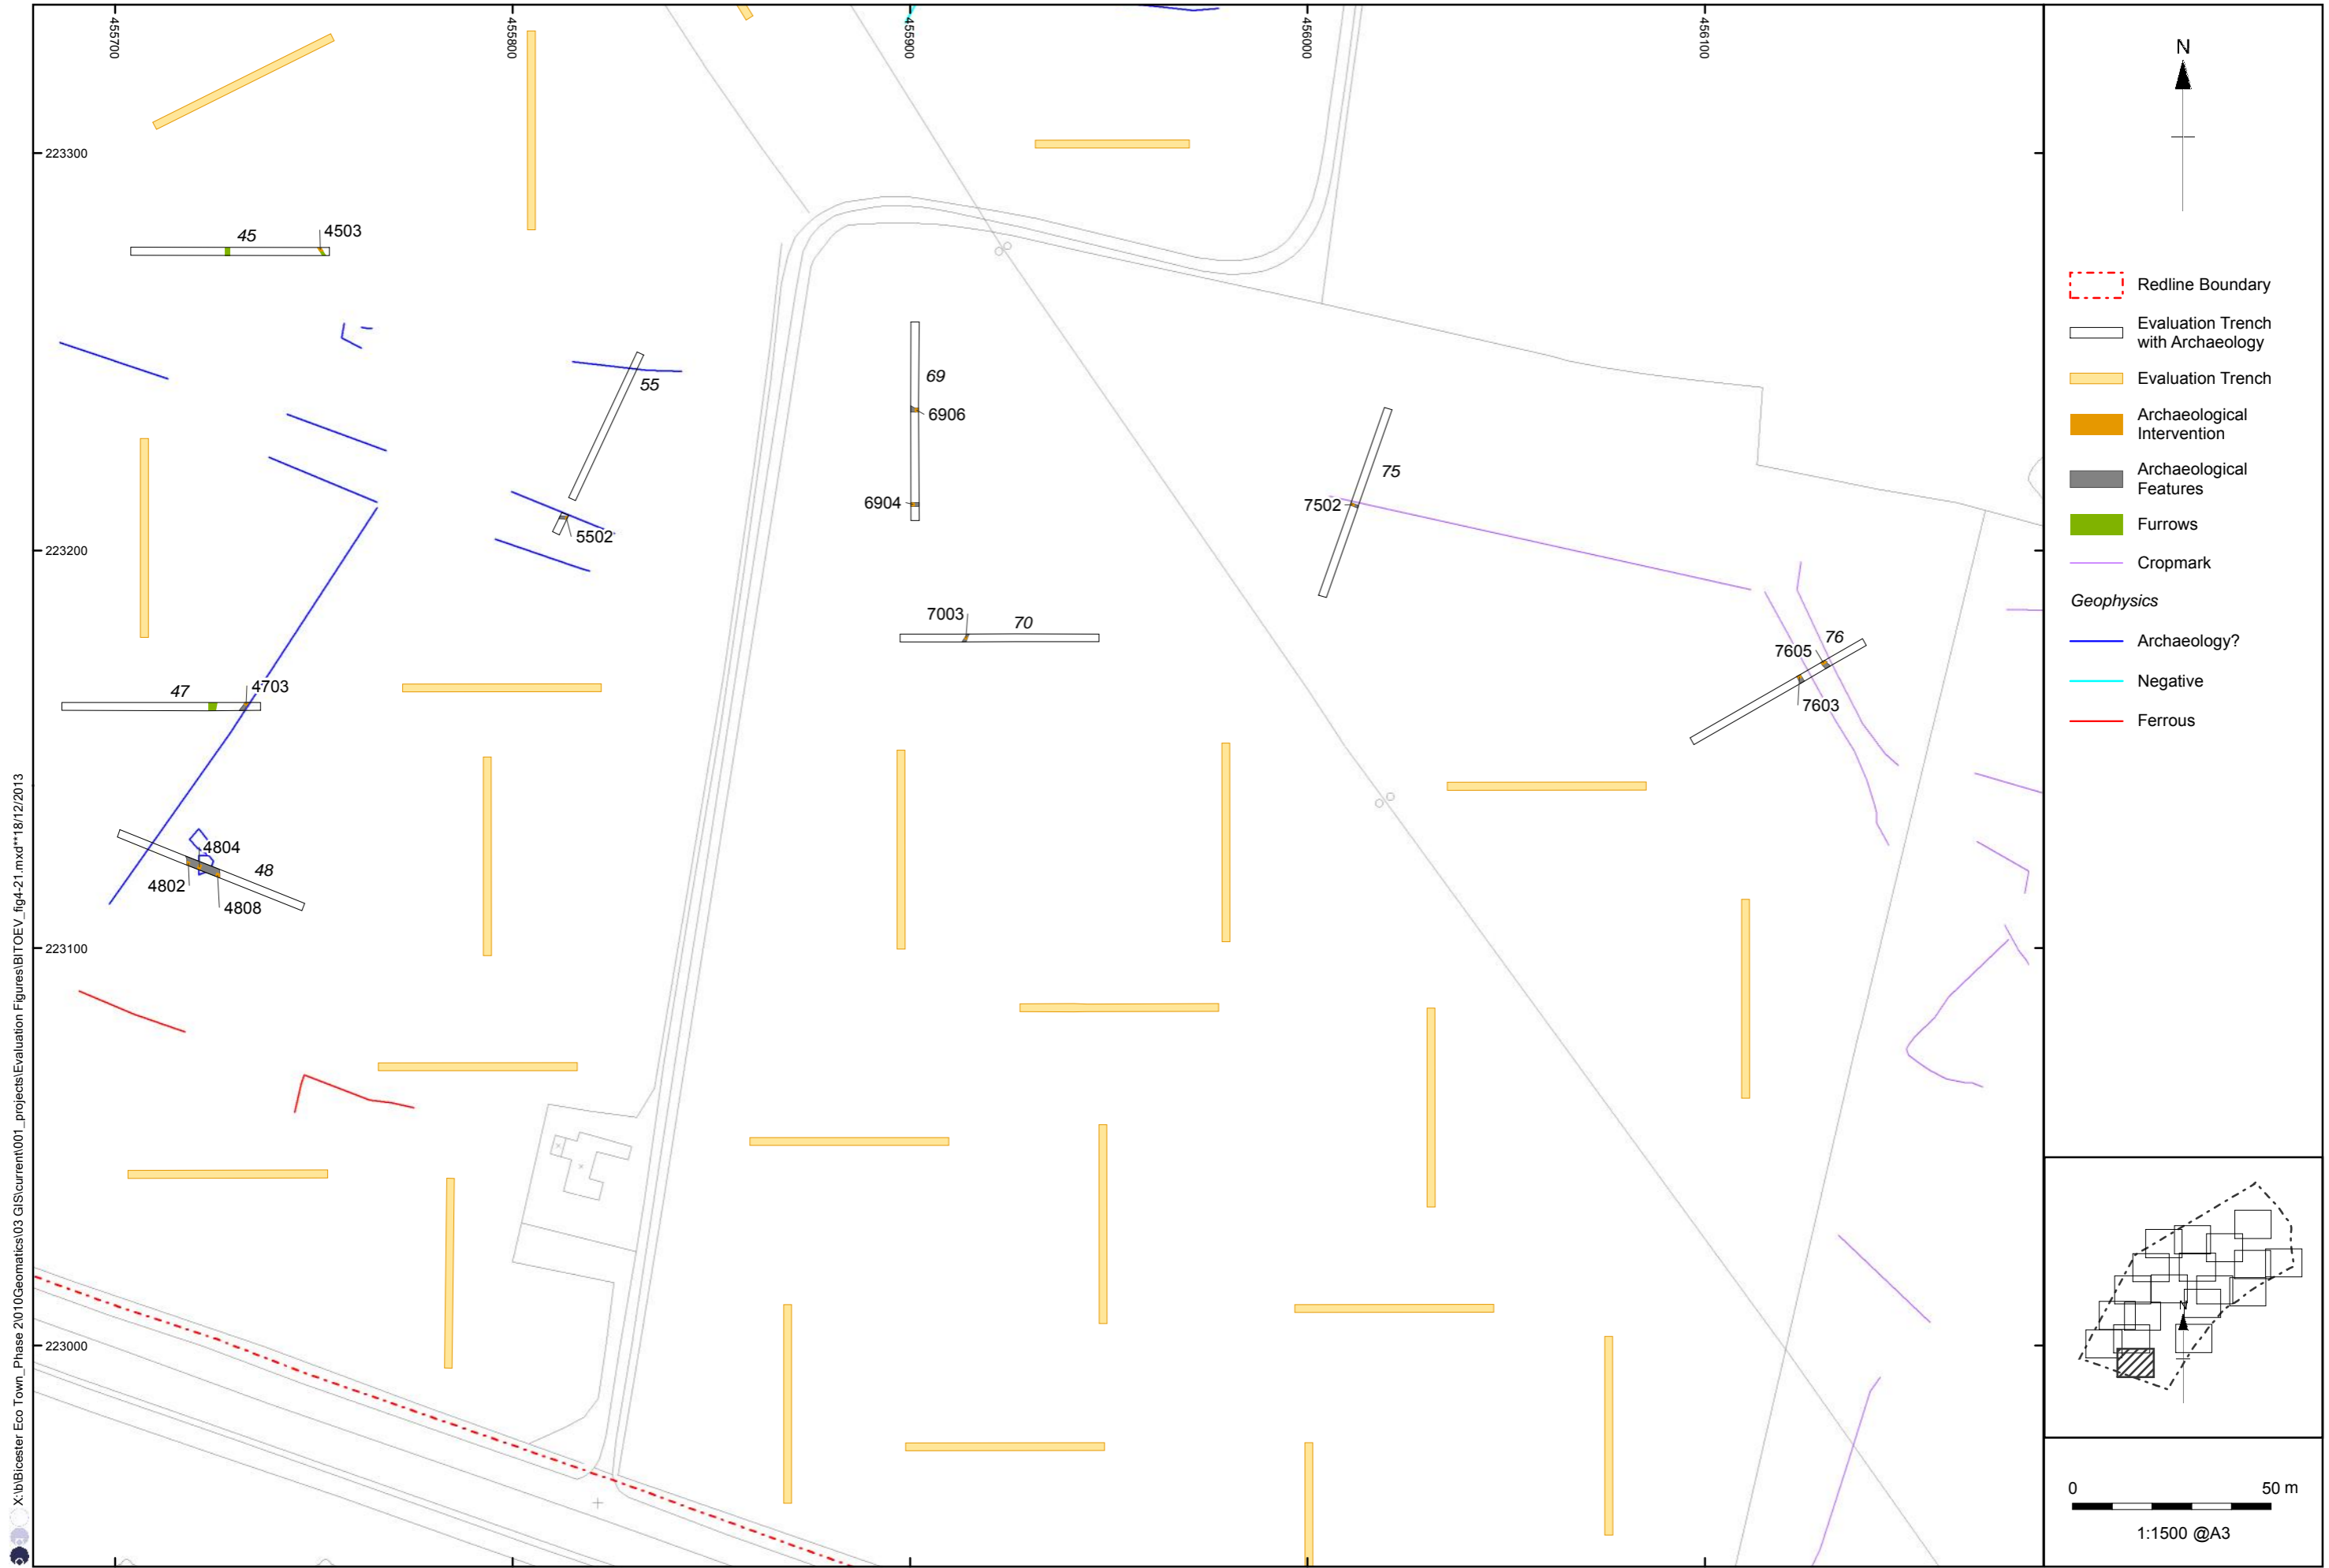 455700
455800
455900
456000
456100
223300
223200
223100
223000
45
4503
55
5502
69
6906
6904
75
7502
7003
70
76
7605
7603
47
4703
4804
48
4802
4808
N
Redline Boundary
Evaluation Trench
with Archaeology
Evaluation Trench
Archaeological
Intervention
Archaeological
Features
Furrows
Cropmark
Geophysics
Archaeology?
Negative
Ferrous
N
0 50 m
1:1500 @A3
X:\b\Bicester Eco Town_Phase 2\010Geomatics\03 GIS\current\001_projects\Evaluation Figures\BITOEV_fig4-21.mxd**18/12/2013